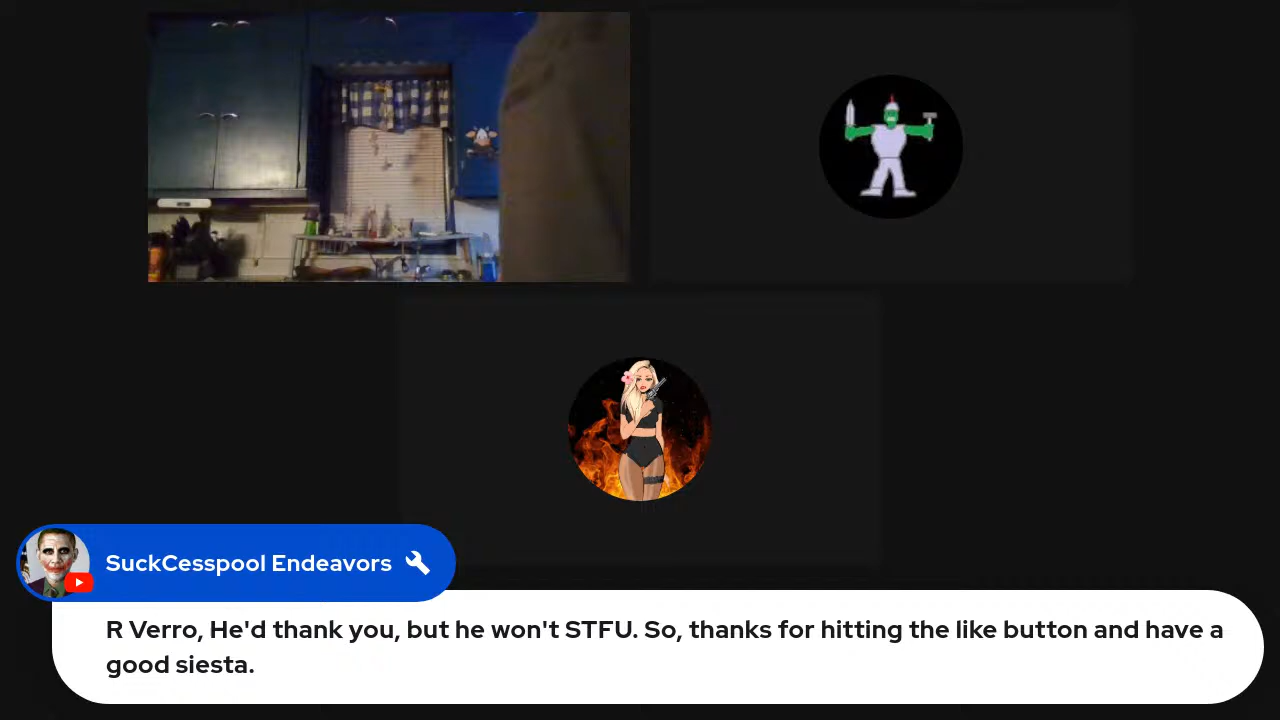 SuckCesspool Endeavors
R Verro, He'd thank you, but he won't STFU. So, thanks for hitting the like button and have a
good siesta.